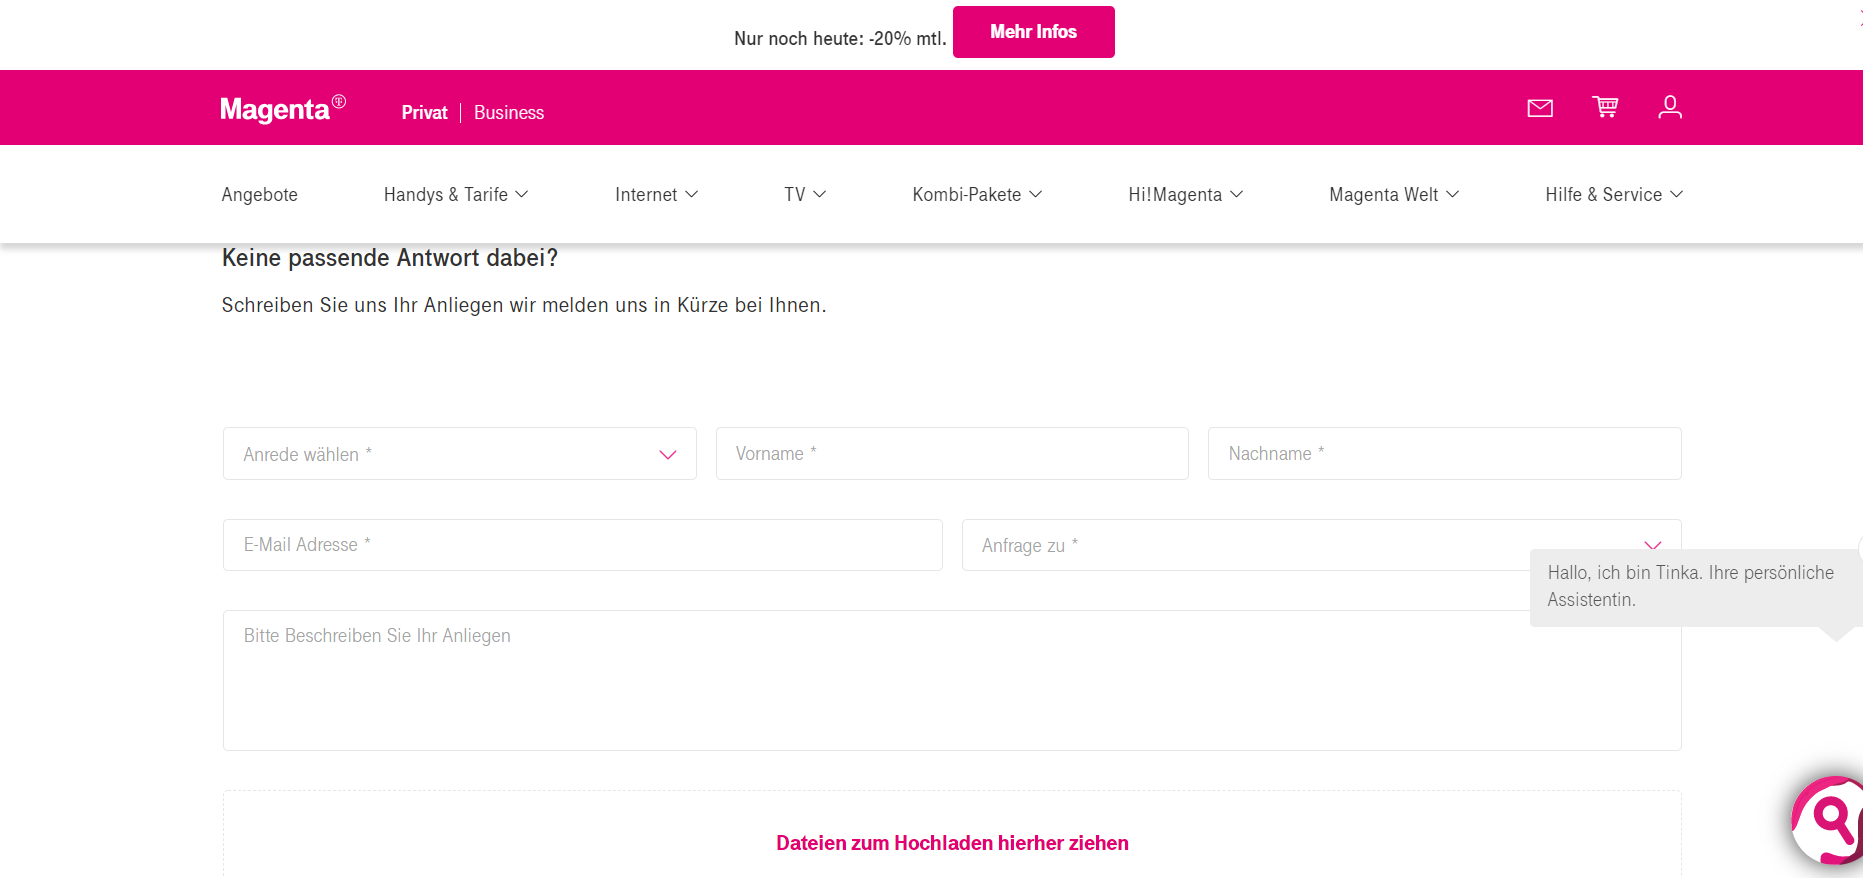 Nur noch heute: -20% mtl. Mehr Infos
Magenta® Privat | Business
Angebote Handys & Tarife Internet TV Kombi-Pakete Hi!Magenta Magenta Welt Hilfe & Service
Keine passende Antwort dabei?
Schreiben Sie uns Ihr Anliegen wir melden uns in Kürze bei Ihnen.
Anrede wählen * Vorname * Nachname *
E-Mail Adresse * Anfrage zu *
Hallo, ich bin Tinka. Ihre persönliche
Assistentin.
Bitte Beschreiben Sie Ihr Anliegen
Dateien zum Hochladen hierher ziehen